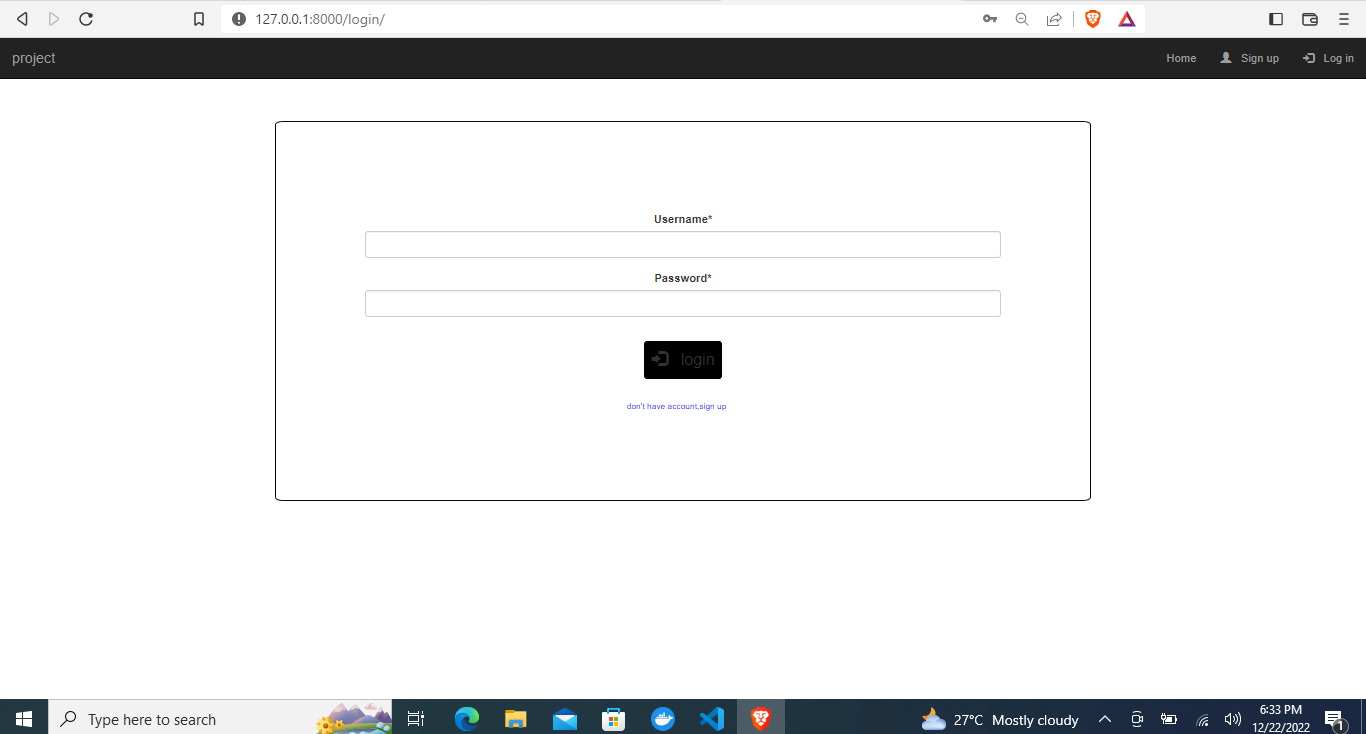 127.0.0.1:8000/login/
project
Home
Sign up
Log in
Username*
Password*
login
don't have account,sign up
Type here to search
27°C Mostly cloudy
6:33 PM
12/22/2022
1